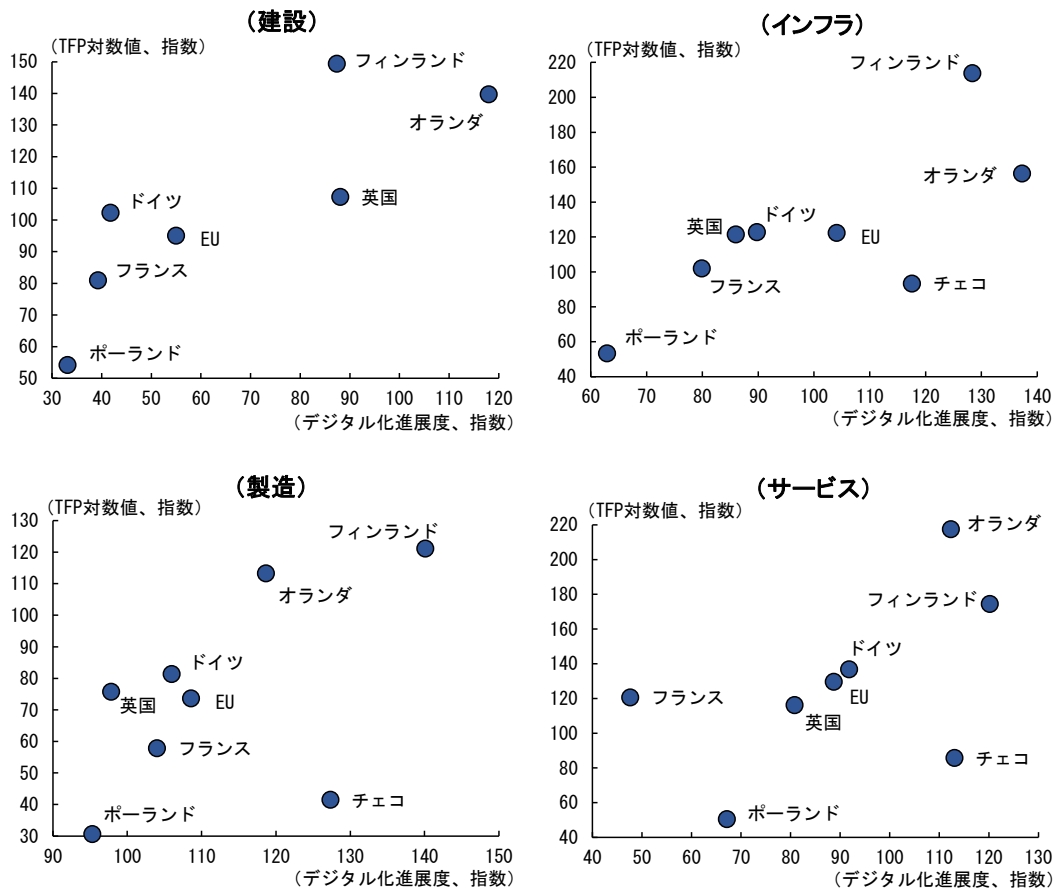 （建設）
（TFP対数値、指数）
150
140
130
120
110
100
90
80
70
60
50
フィンランド
オランダ
英国
ドイツ
EU
フランス
ポーランド
30 40 50 60 70 80 90 100 110 120
（デジタル化進展度、指数）
（インフラ）
（TFP対数値、指数）
220
200
180
160
140
120
100
80
60
40
フィンランド
オランダ
英国
ドイツ
EU
フランス
チェコ
ポーランド
60 70 80 90 100 110 120 130 140
（デジタル化進展度、指数）
（製造）
（TFP対数値、指数）
130
120
110
100
90
80
70
60
50
40
30
フィンランド
オランダ
ドイツ
英国
EU
フランス
チェコ
ポーランド
90 100 110 120 130 140 150
（デジタル化進展度、指数）
（サービス）
（TFP対数値、指数）
220
200
180
160
140
120
100
80
60
40
オランダ
フィンランド
ドイツ
フランス
EU
英国
チェコ
ポーランド
40 50 60 70 80 90 100 110 120 130
（デジタル化進展度、指数）